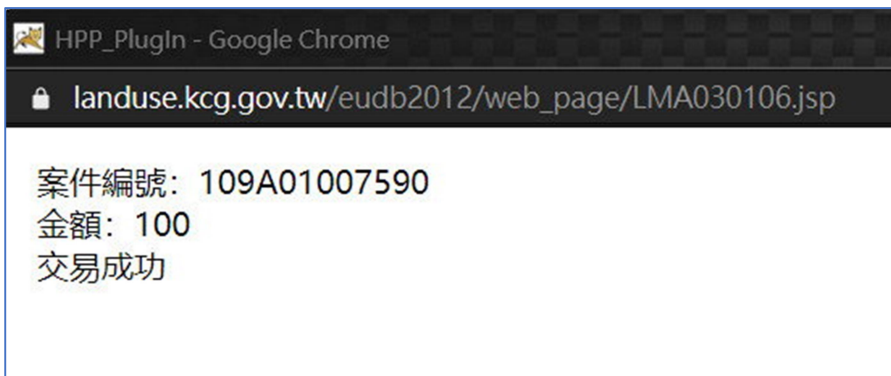 HPP_PlugIn - Google Chrome
landuse.kcg.gov.tw/eudb2012/web_page/LMA030106.jsp
案件編號：109A01007590
金額：100
交易成功